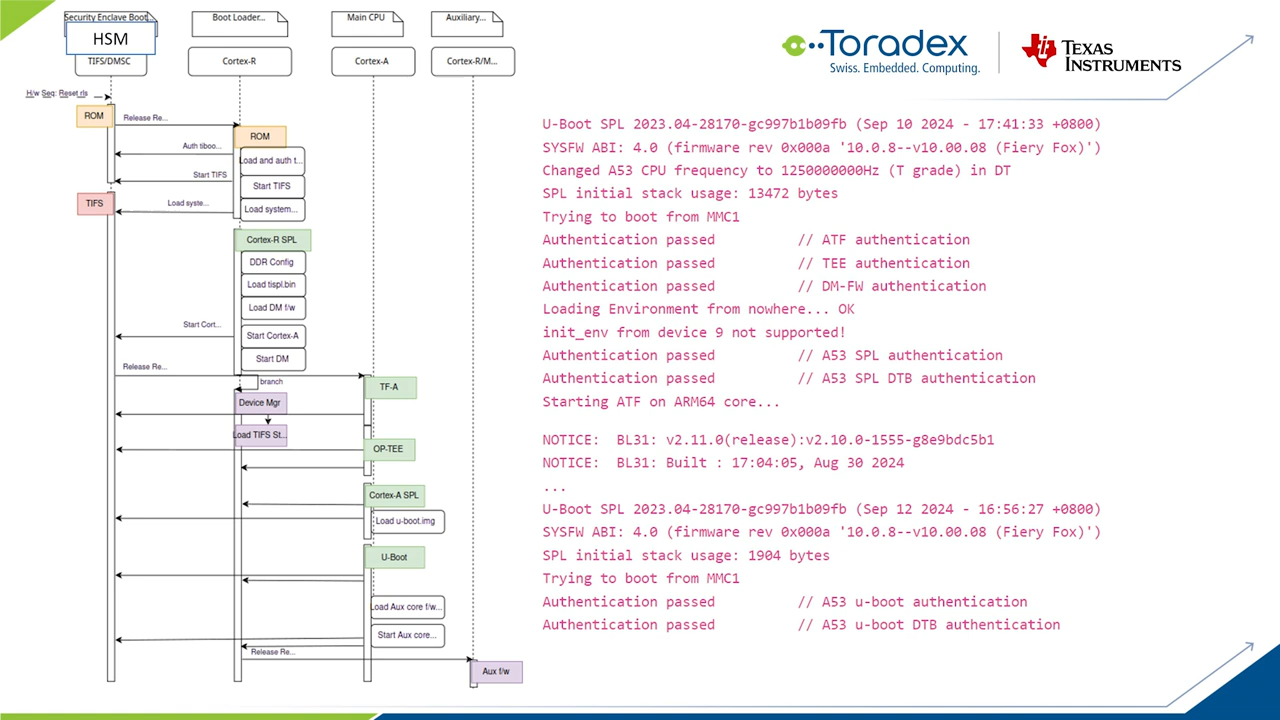 Security Enclave Boot
HSM
TIFS/DMSC
Boot Loader...
Cortex-R
Main CPU
Cortex-A
Auxiliary...
Cortex-R/M...
H/w Seq: Reset rls
ROM
Release Re...
ROM
Auth tiboo...
Load and auth t...
Start TIFS
Start TIFS
TIFS
Load syste...
Load system...
Cortex-R SPL
DDR Config
Load tispl.bin
Load DM f/w
Start Cort...
Start Cortex-A
Start DM
Release Re...
branch
TF-A
Device Mgr
Load TIFS St...
OP-TEE
Cortex-A SPL
Load u-boot.img
U-Boot
Load Aux core f/w...
Start Aux core...
Release Re...
Aux f/w
Toradex
Swiss. Embedded. Computing.
TEXAS
INSTRUMENTS
U-Boot SPL 2023.04-28170-gc997b1b09fb (Sep 10 2024 - 17:41:33 +0800)
SYSFW ABI: 4.0 (firmware rev 0x000a '10.0.8--v10.00.08 (Fiery Fox)')
Changed A53 CPU frequency to 1250000000Hz (T grade) in DT
SPL initial stack usage: 13472 bytes
Trying to boot from MMC1
Authentication passed // ATF authentication
Authentication passed // TEE authentication
Authentication passed // DM-FW authentication
Loading Environment from nowhere... OK
init_env from device 9 not supported!
Authentication passed // A53 SPL authentication
Authentication passed // A53 SPL DTB authentication
Starting ATF on ARM64 core...
NOTICE: BL31: v2.11.0(release):v2.10.0-1555-g8e9bdc5b1
NOTICE: BL31: Built : 17:04:05, Aug 30 2024
...
U-Boot SPL 2023.04-28170-gc997b1b09fb (Sep 12 2024 - 16:56:27 +0800)
SYSFW ABI: 4.0 (firmware rev 0x000a '10.0.8--v10.00.08 (Fiery Fox)')
SPL initial stack usage: 1904 bytes
Trying to boot from MMC1
Authentication passed // A53 u-boot authentication
Authentication passed // A53 u-boot DTB authentication